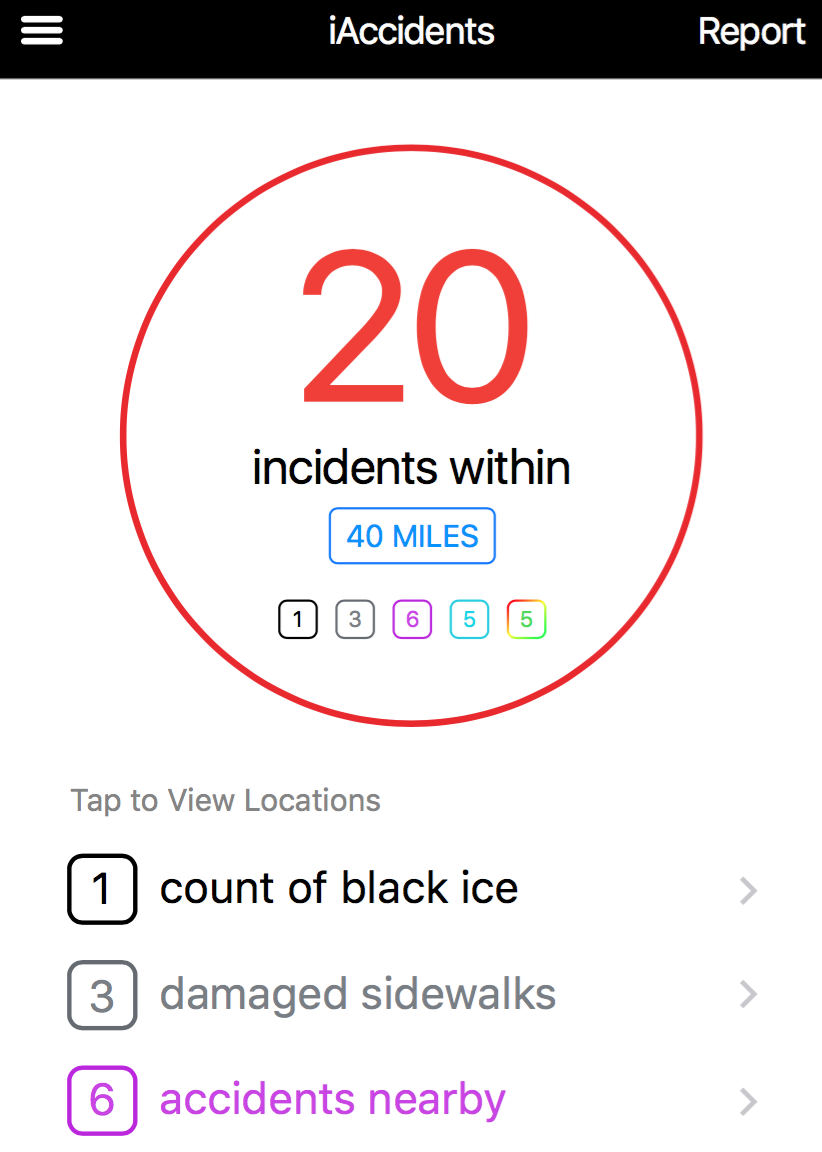 iAccidents Report
20
incidents within
40 MILES
1 3 6 5 5
Tap to View Locations
1 count of black ice
3 damaged sidewalks
6 accidents nearby